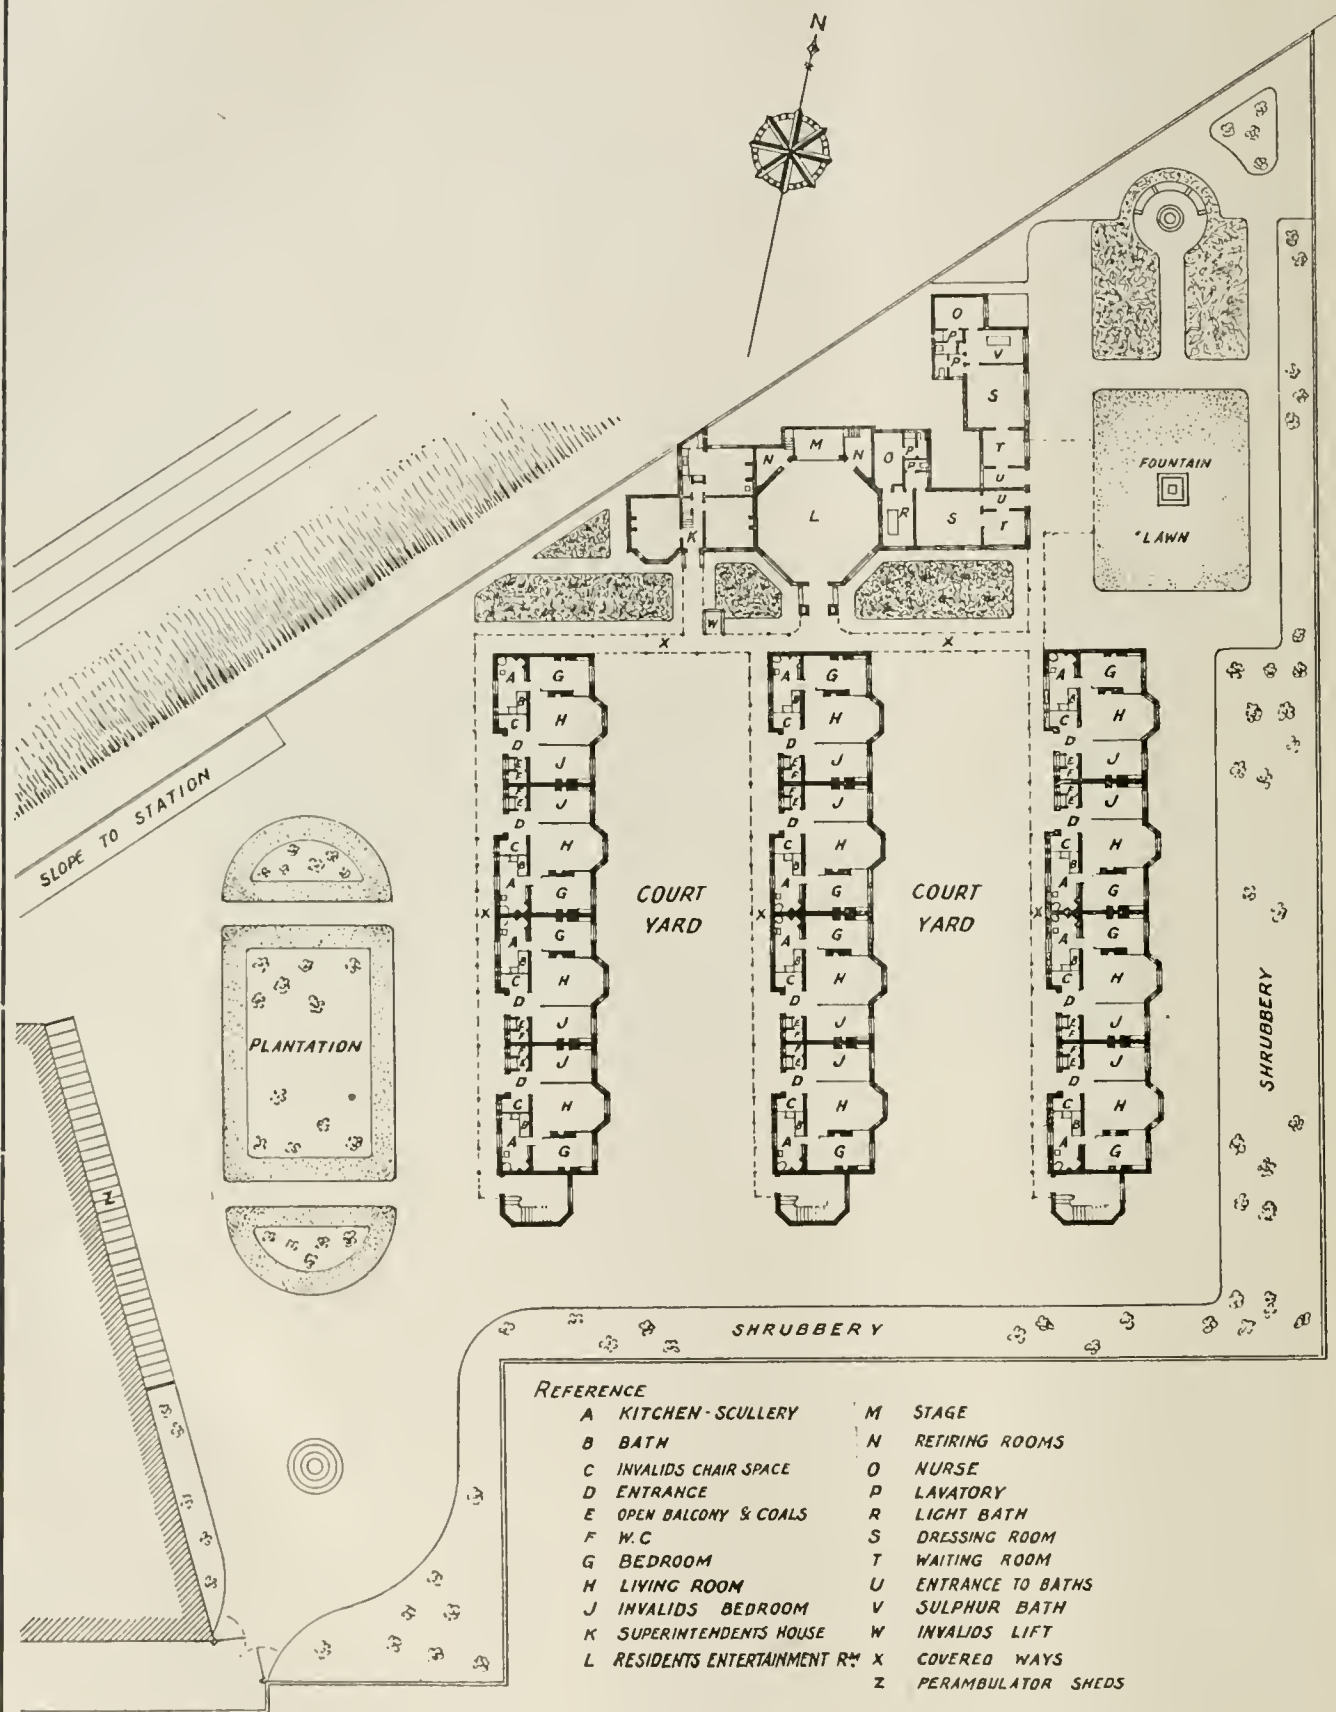 N
O
P
V
P
S
M
N
N
O
P
P
T
FOUNTAIN
U
U
L
R
S
T
K
LAWN
W
X
X
A G A G A G
B B B
C H C H C H
D D D
E J E J E J
F F F
F F F
E J E J E J
D D D
C H C H C H
B B B
A G A G A G
X COURT YARD X COURT YARD X
A G A G A G
B B B
C H C H C H
D D D
E J E J E J
F F F
F F F
E J E J E J
D D D
C H C H C H
B B B
A G A G A G
SLOPE TO STATION
PLANTATION
Z
SHRUBBERY
SHRUBBERY
REFERENCE
A KITCHEN-SCULLERY
B BATH
C INVALIDS CHAIR SPACE
D ENTRANCE
E OPEN BALCONY & COALS
F W.C
G BEDROOM
H LIVING ROOM
J INVALIDS BEDROOM
K SUPERINTENDENTS HOUSE
L RESIDENTS ENTERTAINMENT RM
M STAGE
N RETIRING ROOMS
O NURSE
P LAVATORY
R LIGHT BATH
S DRESSING ROOM
T WAITING ROOM
U ENTRANCE TO BATHS
V SULPHUR BATH
W INVALIDS LIFT
X COVERED WAYS
Z PERAMBULATOR SHEDS